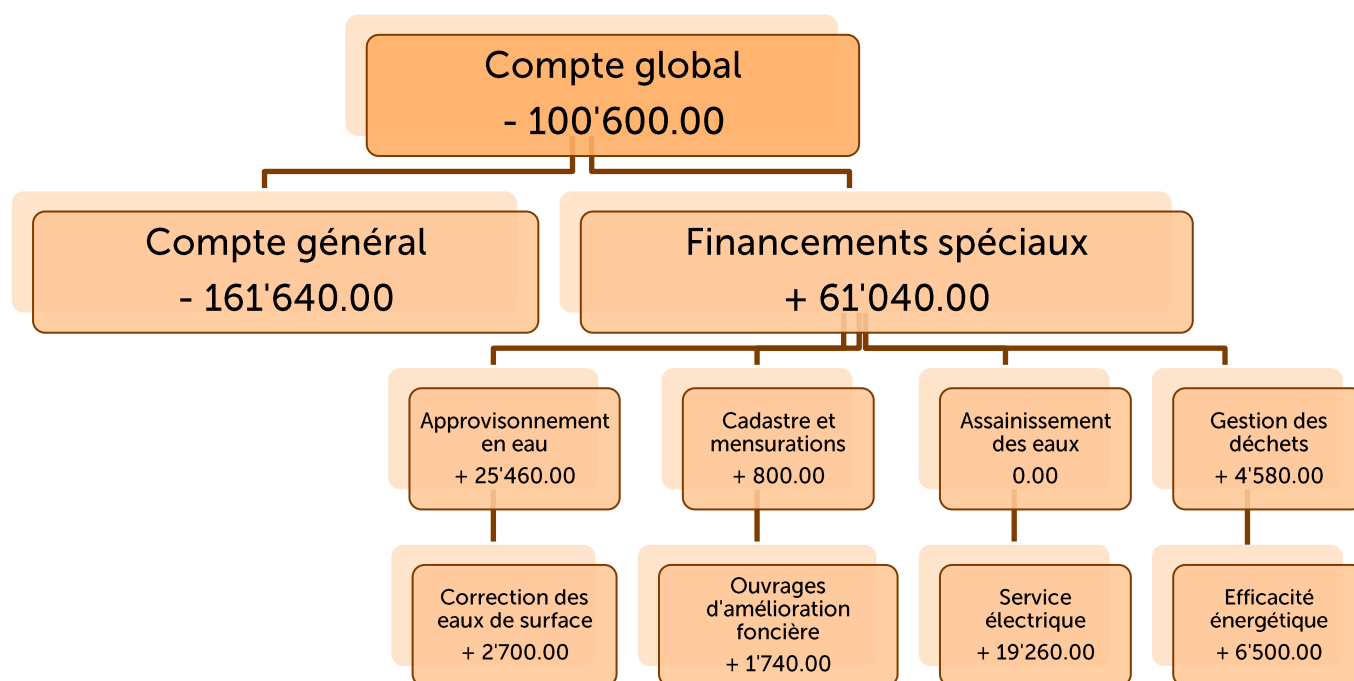 Compte global
- 100'600.00
Compte général
- 161'640.00
Financements spéciaux
+ 61'040.00
Approvisonnement
en eau
+ 25'460.00
Cadastre et
mensurations
+ 800.00
Assainissement
des eaux
0.00
Gestion des
déchets
+ 4'580.00
Correction des
eaux de surface
+ 2'700.00
Ouvrages
d'amélioration
foncière
+ 1'740.00
Service
électrique
+ 19'260.00
Efficacité
énergétique
+ 6'500.00